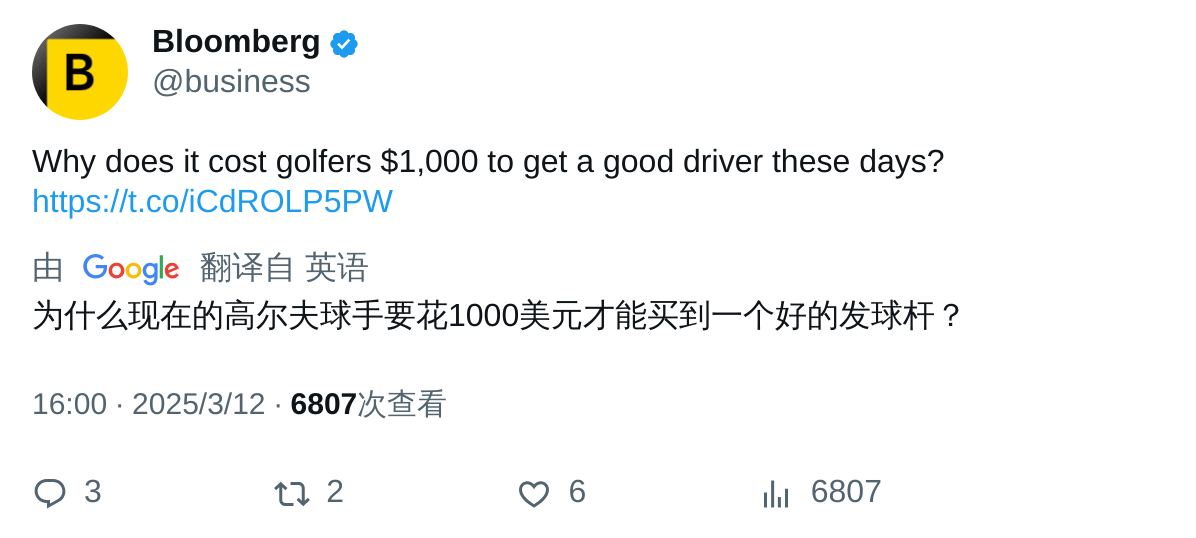 B
Bloomberg
@business
Why does it cost golfers $1,000 to get a good driver these days?
https://t.co/iCdROLP5PW
由 Google 翻译自 英语
为什么现在的高尔夫球手要花1000美元才能买到一个好的发球杆？
16:00 · 2025/3/12 · 6807次查看
3 2 6 6807